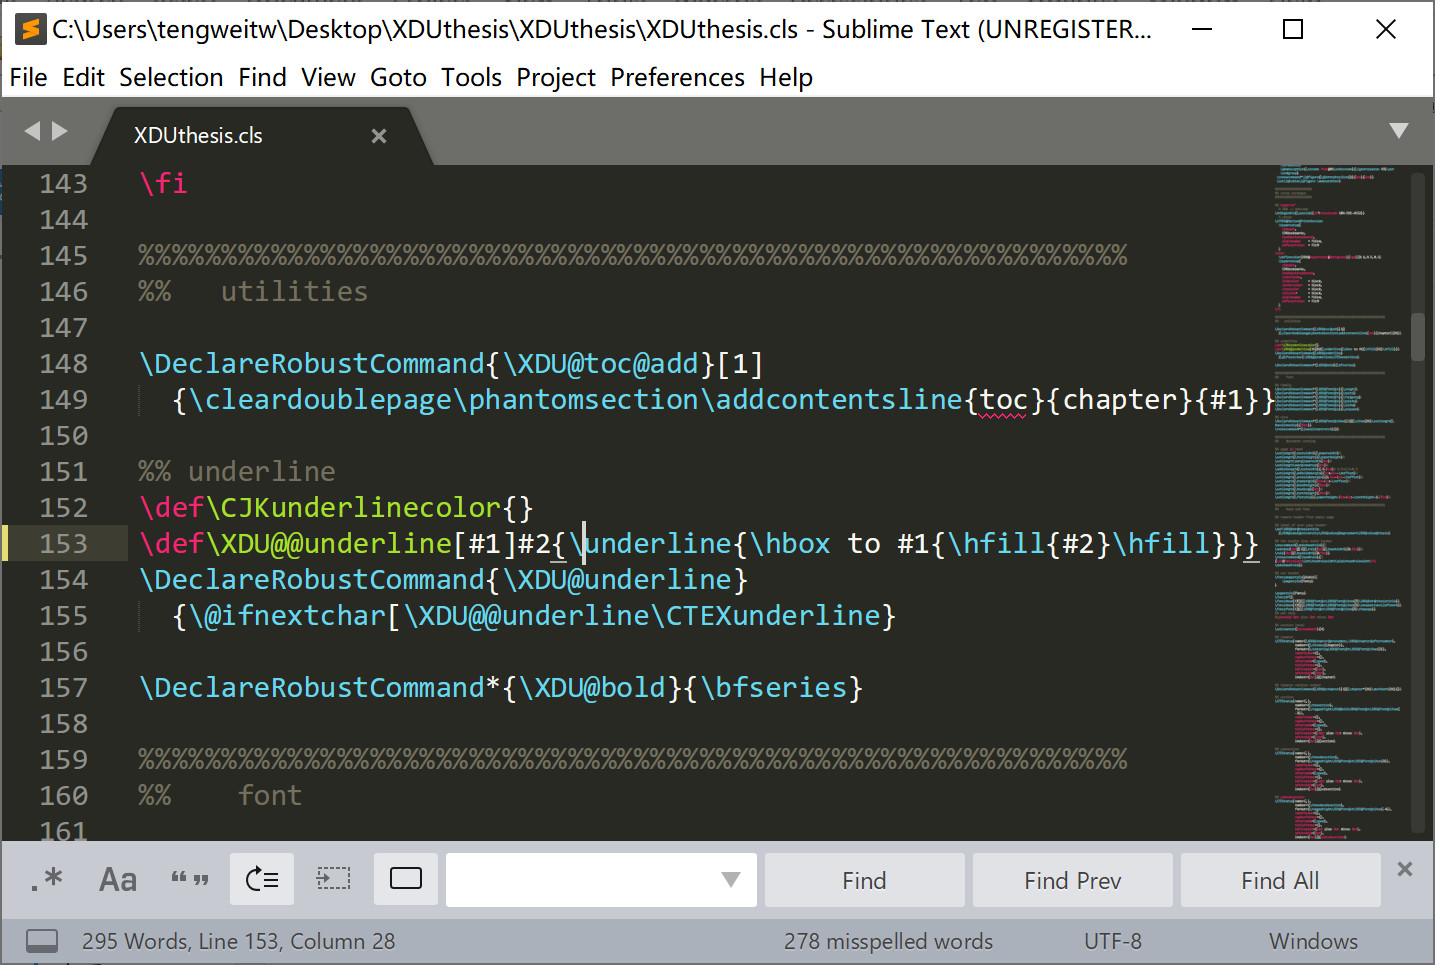 C:\Users\tengweitw\Desktop\XDUthesis\XDUthesis\XDUthesis.cls - Sublime Text (UNREGISTER...
File Edit Selection Find View Goto Tools Project Preferences Help
XDUthesis.cls
143 \fi
144
145 %%%%%%%%%%%%%%%%%%%%%%%%%%%%%%%%%%%%%%%%%%%%%%%%%%%%%%%%%%%%
146 %%   utilities
147
148 \DeclareRobustCommand{\XDU@toc@add}[1]
149   {\cleardoublepage\phantomsection\addcontentsline{toc}{chapter}{#1}}
150
151 %% underline
152 \def\CJKunderlinecolor{}
153 \def\XDU@@underline[#1]#2{\underline{\hbox to #1{\hfill{#2}\hfill}}}
154 \DeclareRobustCommand{\XDU@underline}
155   {\@ifnextchar[\XDU@@underline\CTEXunderline}
156
157 \DeclareRobustCommand*{\XDU@bold}{\bfseries}
158
159 %%%%%%%%%%%%%%%%%%%%%%%%%%%%%%%%%%%%%%%%%%%%%%%%%%%%%%%%%%%%
160 %%    font
161
.* Aa “ ” Find Find Prev Find All
295 Words, Line 153, Column 28 278 misspelled words UTF-8 Windows